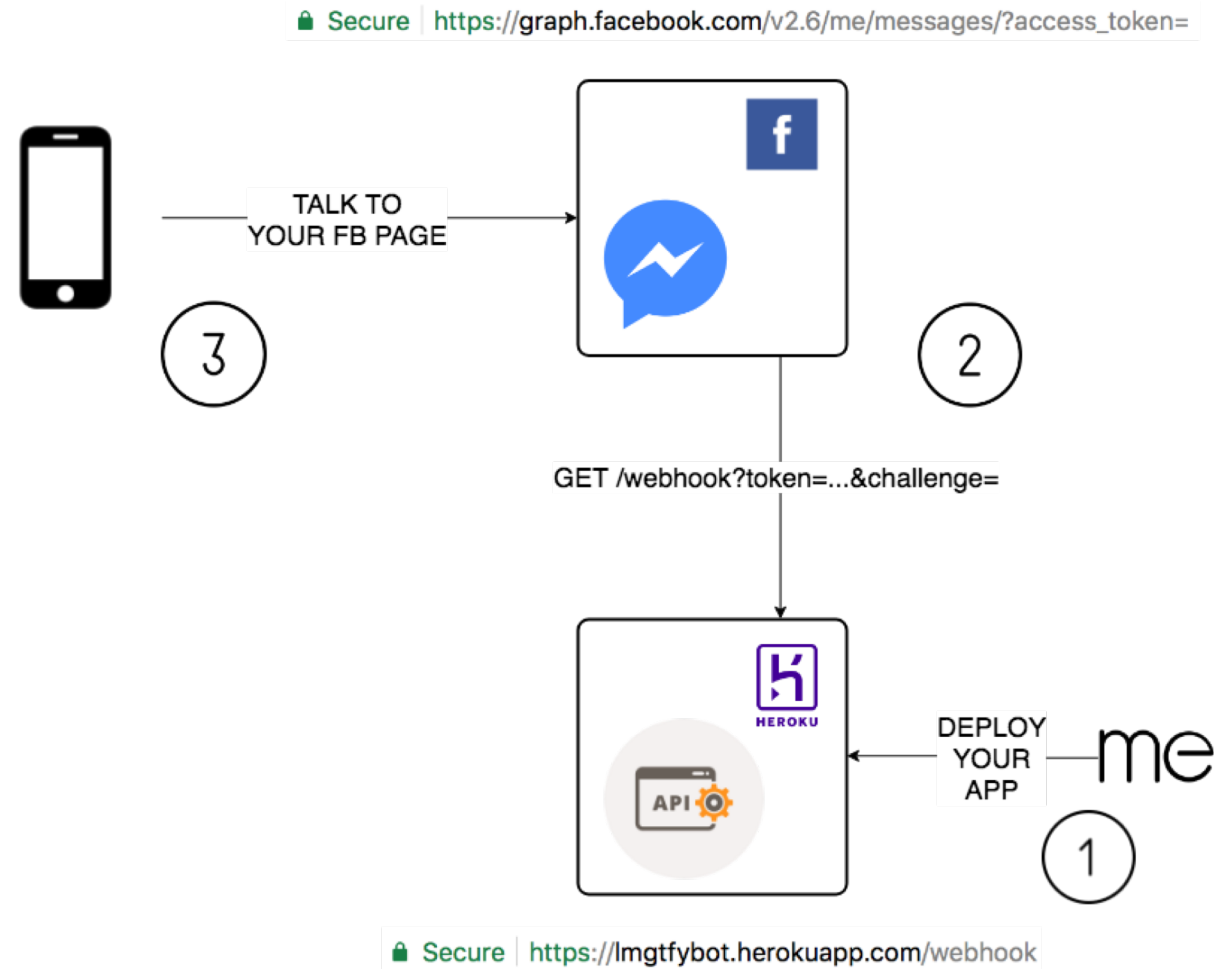 Secure https://graph.facebook.com/v2.6/me/messages/?access_token=
f
TALK TO
YOUR FB PAGE
3
2
GET /webhook?token=...&challenge=
HEROKU
API
DEPLOY
YOUR
APP
me
1
Secure https://lmgtfybot.herokuapp.com/webhook